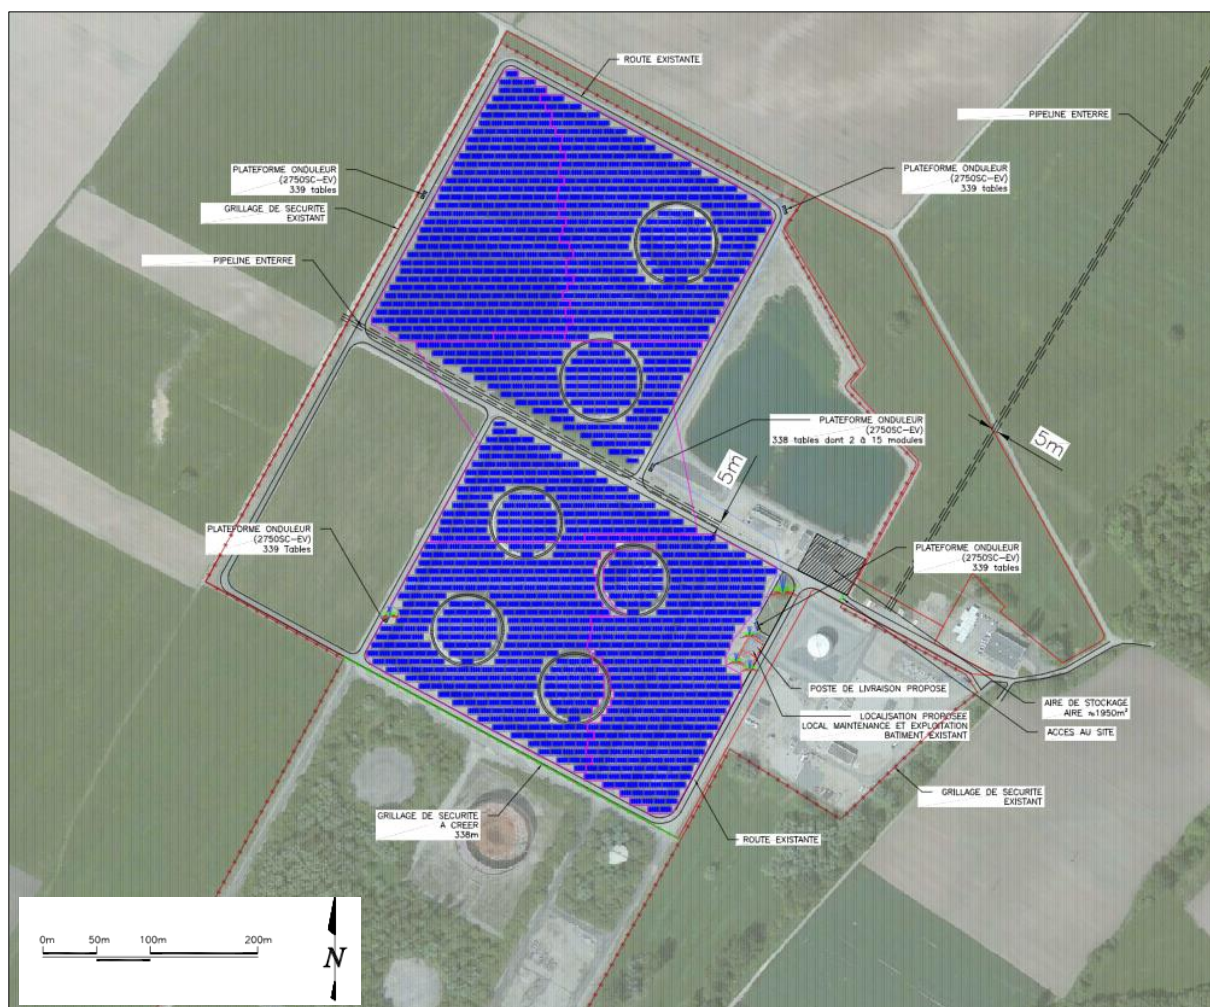 ROUTE EXISTANTE
PIPELINE ENTERRE
PLATEFORME ONDULEUR
(2750SC-EV)
339 tables
PLATEFORME ONDULEUR
(2750SC-EV)
339 tables
GRILLAGE DE SECURITE
EXISTANT
PIPELINE ENTERRE
PLATEFORME ONDULEUR
(2750SC-EV)
338 tables dont 2 à 15 modules
5m
5m
PLATEFORME ONDULEUR
(2750SC-EV)
339 Tables
PLATEFORME ONDULEUR
(2750SC-EV)
339 tables
POSTE DE LIVRAISON PROPOSE
LOCALISATION PROPOSEE
LOCAL MAINTENANCE ET EXPLOITATION
BATIMENT EXISTANT
AIRE DE STOCKAGE
AIRE ≈1950m²
ACCES AU SITE
GRILLAGE DE SECURITE
EXISTANT
GRILLAGE DE SECURITE
A CREER
338m
ROUTE EXISTANTE
0m 50m 100m 200m
N